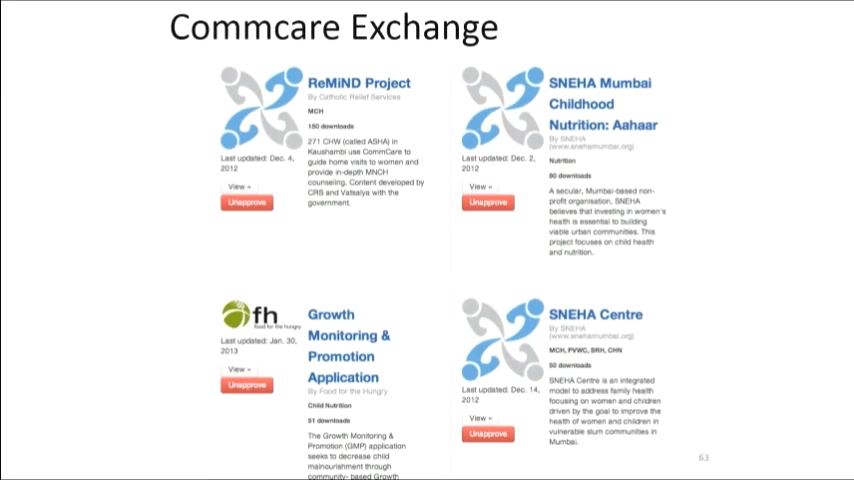 Commcare Exchange
ReMiND Project
By Catholic Relief Services
MCH
180 downloads
271 CHW (called ASHA) in
Kaushambi use CommCare to
guide home visits to women and
provide in-depth MNCH
counseling. Content developed by
CRS and Vatsalya with the
government.
Last updated: Dec. 4,
2012
View »
Unapprove
SNEHA Mumbai
Childhood
Nutrition: Aahaar
By SNEHA
(www.snehamumbai.org)
Nutrition
80 downloads
A secular, Mumbai-based non-
profit organisation, SNEHA
believes that investing in women's
health is essential to building
viable urban communities. This
project focuses on child health
and nutrition.
Last updated: Dec. 2,
2012
View »
Unapprove
fh
food for the hungry
Last updated: Jan. 30,
2013
View »
Unapprove
Growth
Monitoring &
Promotion
Application
By Food for the Hungry
Child Nutrition
51 downloads
The Growth Monitoring &
Promotion (GMP) application
seeks to decrease child
malnourishment through
community- based Growth
SNEHA Centre
By SNEHA
(www.snehamumbai.org)
MCH, PVWC, SRH, CHN
50 downloads
SNEHA Centre is an integrated
model to address family health
focusing on women and children
driven by the goal to improve the
health of women and children in
vulnerable slum communities in
Mumbai.
Last updated: Dec. 14,
2012
View »
Unapprove
63